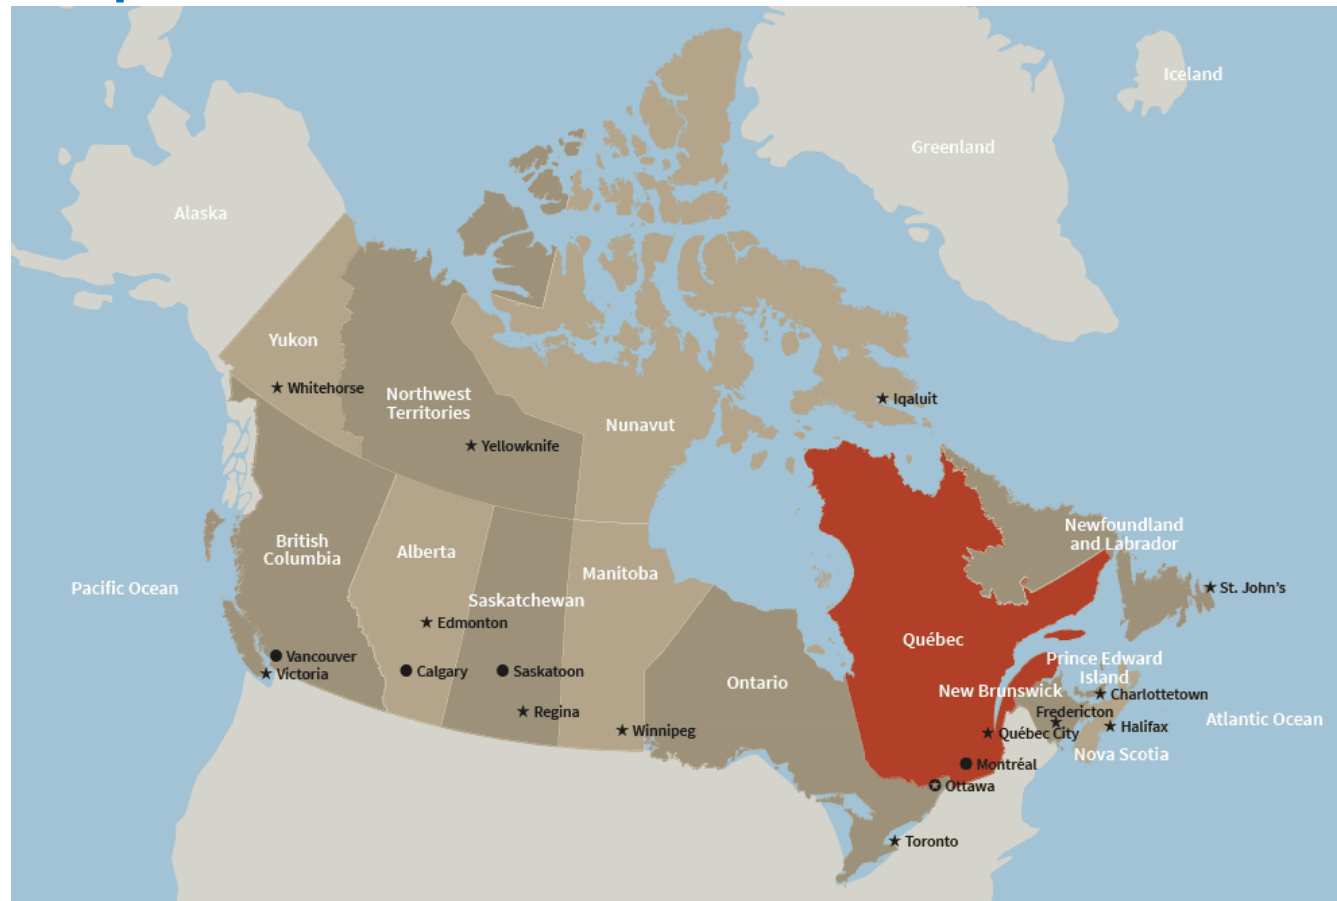 Iceland
Greenland
Alaska
Yukon
Whitehorse
Northwest
Territories
Yellowknife
Nunavut
Iqaluit
British
Columbia
Alberta
Manitoba
Saskatchewan
Newfoundland
and Labrador
Pacific Ocean
St. John's
Edmonton
Québec
Vancouver
Victoria
Calgary
Saskatoon
Ontario
Prince Edward
Island
New Brunswick
Charlottetown
Regina
Winnipeg
Fredericton
Québec City
Halifax
Atlantic Ocean
Nova Scotia
Montréal
Ottawa
Toronto